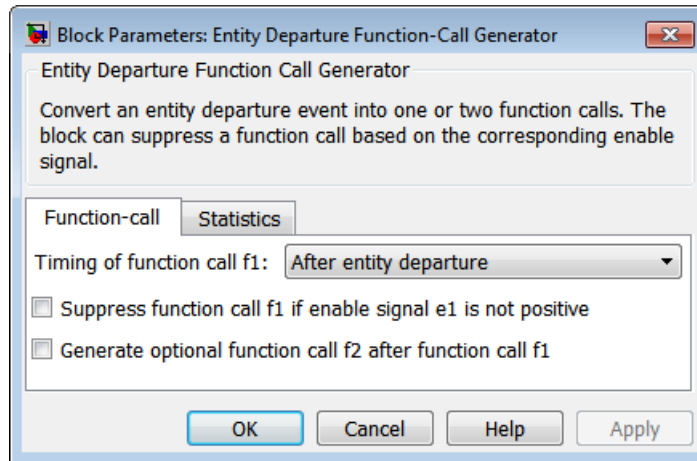 Block Parameters: Entity Departure Function-Call Generator
Entity Departure Function Call Generator
Convert an entity departure event into one or two function calls. The
block can suppress a function call based on the corresponding enable
signal.
Function-call
Statistics
Timing of function call f1: After entity departure
Suppress function call f1 if enable signal e1 is not positive
Generate optional function call f2 after function call f1
OK Cancel Help Apply